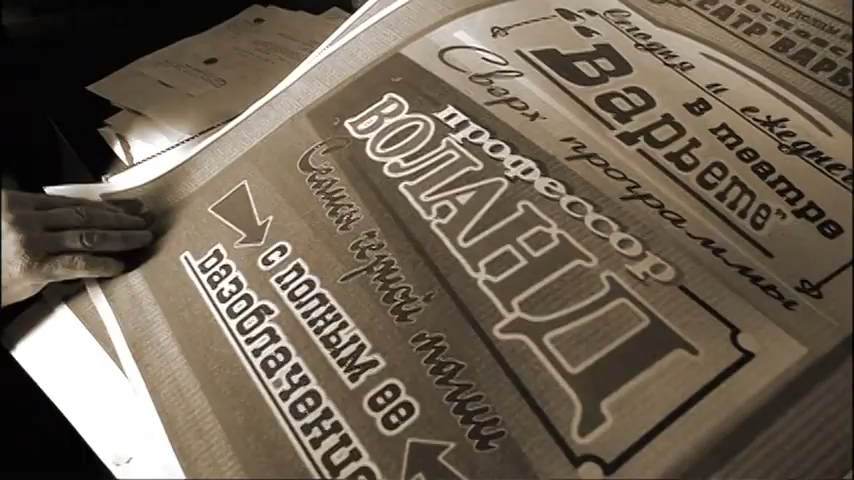 Сегодня и ежедневно
в театре
"Варьете"
Сверх программы
профессор
ВОЛАНД
Сеансы черной магии
с полным ее
разоблачением